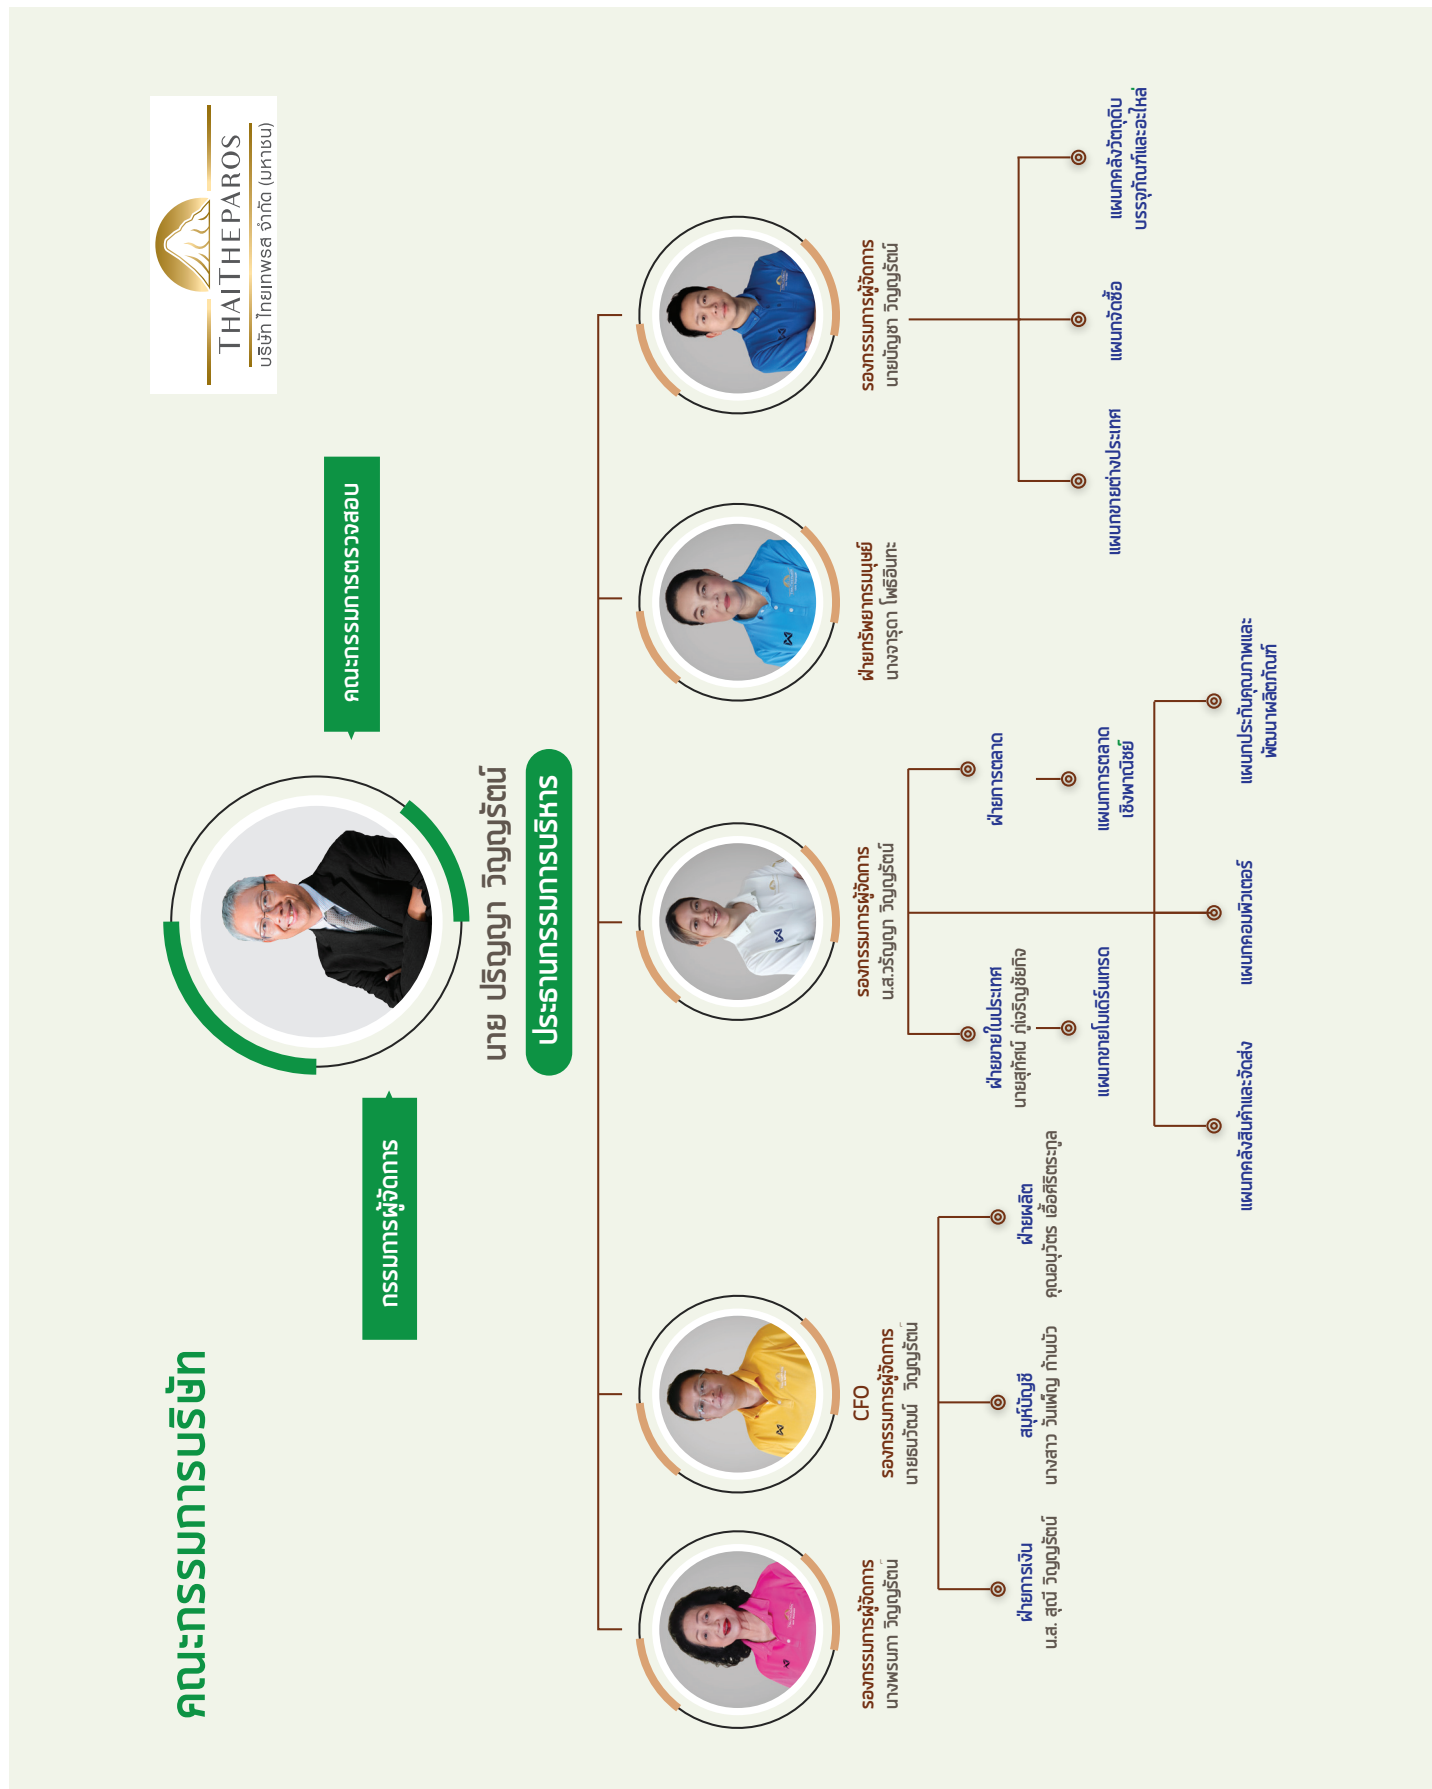 คณะกรรมการบริษัท
THAITHEPAROS
บริษัท ไทยเทพรส จำกัด (มหาชน)
กรรมการผู้จัดการ
คณะกรรมการตรวจสอบ
นาย ปริญญา วิญญรัตน์
ประธานกรรมการบริหาร
รองกรรมการผู้จัดการ
นางพรนภา วิญญรัตน์
CFO
รองกรรมการผู้จัดการ
นายธนวัฒน์ วิญญรัตน์
รองกรรมการผู้จัดการ
น.ส.วรัญญา วิญญรัตน์
ฝ่ายทรัพยากรมนุษย์
นางจารุดา โพธิอินทะ
รองกรรมการผู้จัดการ
นายบัญชา วิญญรัตน์
ฝ่ายการเงิน
น.ส. สุณี วิญญรัตน์
สมุห์บัญชี
นางสาว วันเพ็ญ ก้านบัว
ฝ่ายผลิต
คุณอนุวัตร เอื้อศิริตระกูล
ฝ่ายขายในประเทศ
นายสุทัศน์ ภู่เจริญชัยกิจ
ฝ่ายการตลาด
แผนกขายโมเดิร์นเทรด
แผนกการตลาด
เชิงพาณิชย์
แผนกคลังสินค้าและจัดส่ง
แผนกคอมพิวเตอร์
แผนกประกันคุณภาพและ
พัฒนาผลิตภัณฑ์
แผนกขายต่างประเทศ
แผนกจัดซื้อ
แผนกคลังวัตถุดิบ
บรรจุภัณฑ์และอะไหล่